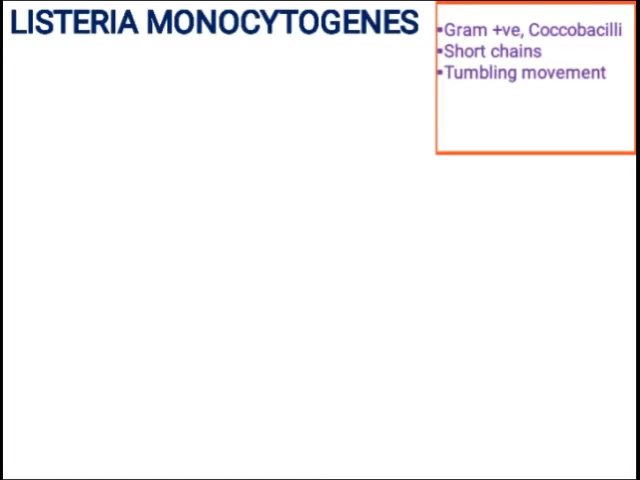 LISTERIA MONOCYTOGENES
▪Gram +ve, Coccobacilli
▪Short chains
▪Tumbling movement